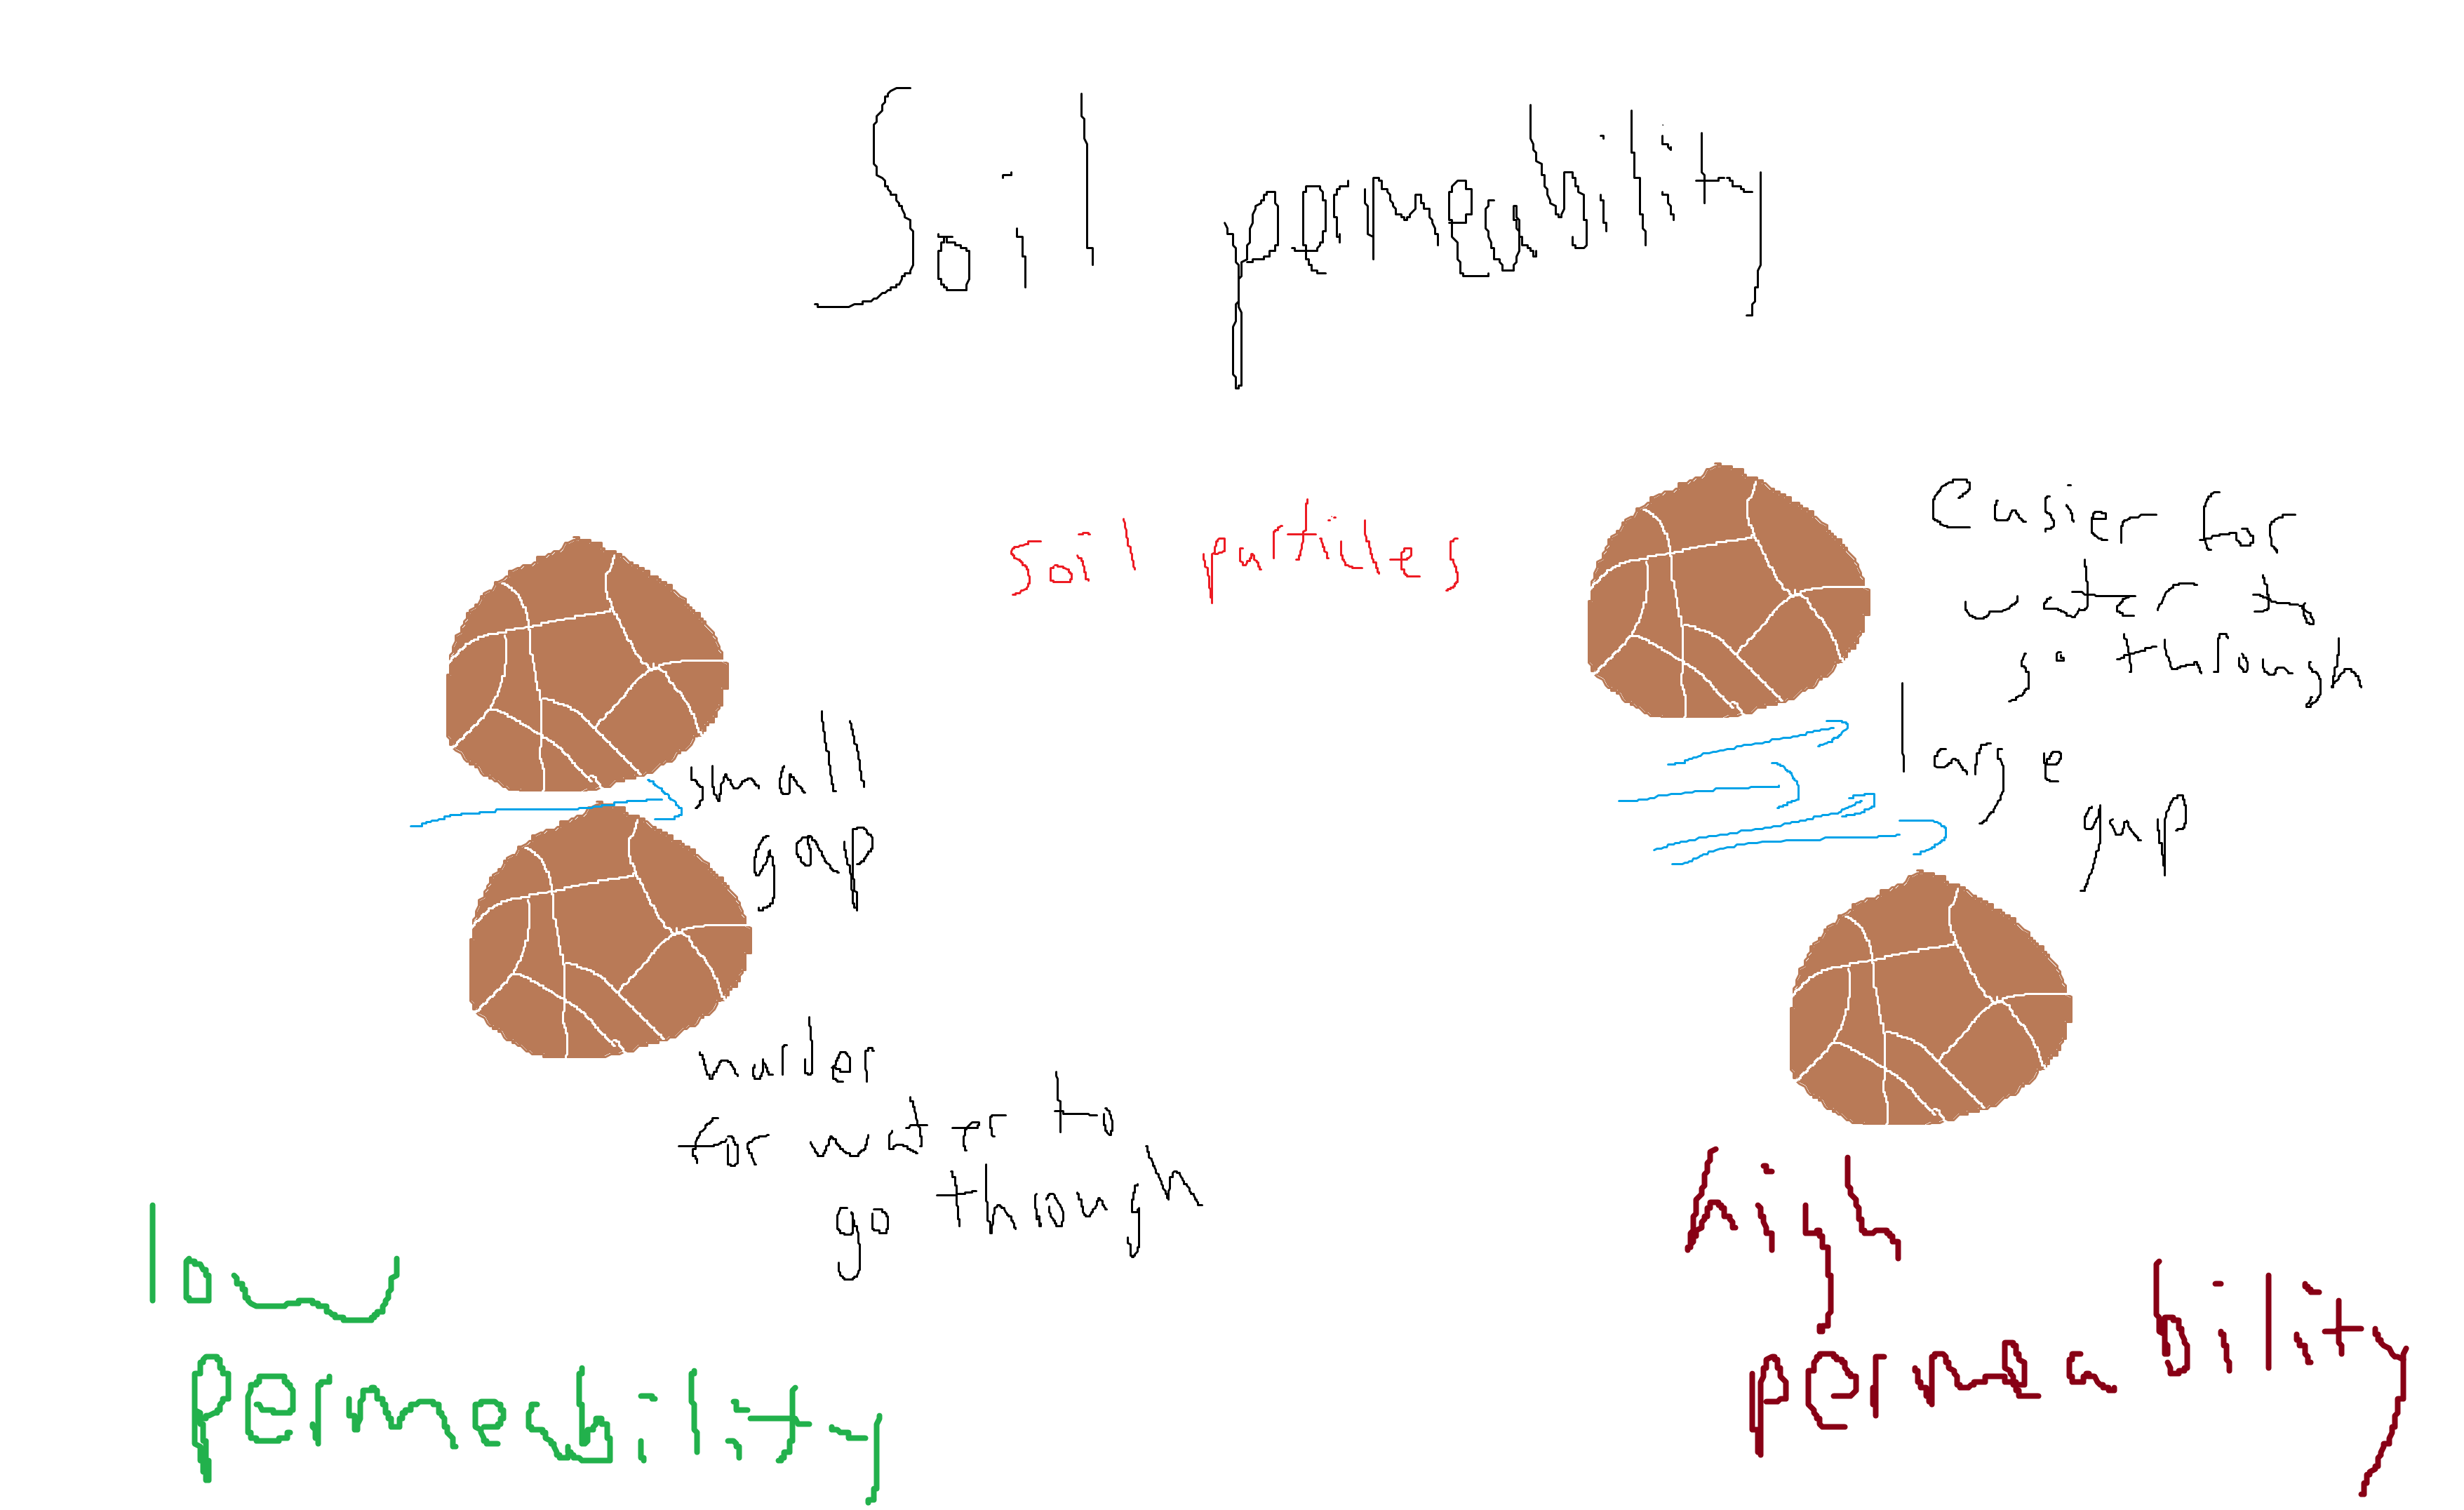 Soil permeability
soil particles
small
gap
harder
for water to
go through
low
permeability
easier for
water to
go through
large
gap
high
permeability